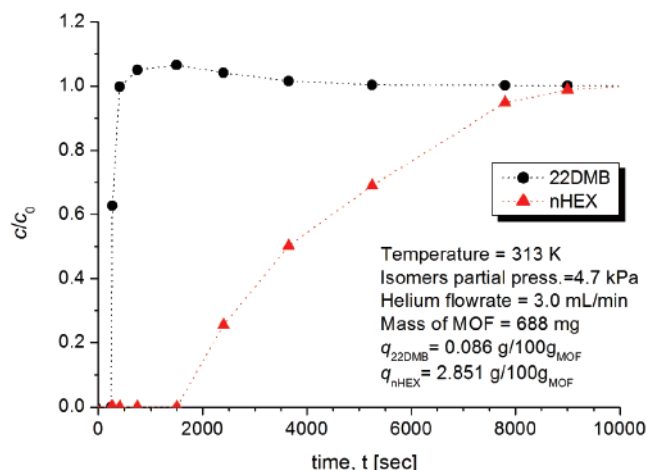 1.2
1.0
0.8
0.6
0.4
0.2
0.0
c/c₀
22DMB
nHEX
Temperature = 313 K
Isomers partial press.=4.7 kPa
Helium flowrate = 3.0 mL/min
Mass of MOF = 688 mg
q22DMB= 0.086 g/100gMOF
qnHEX= 2.851 g/100gMOF
0 2000 4000 6000 8000 10000
time, t [sec]